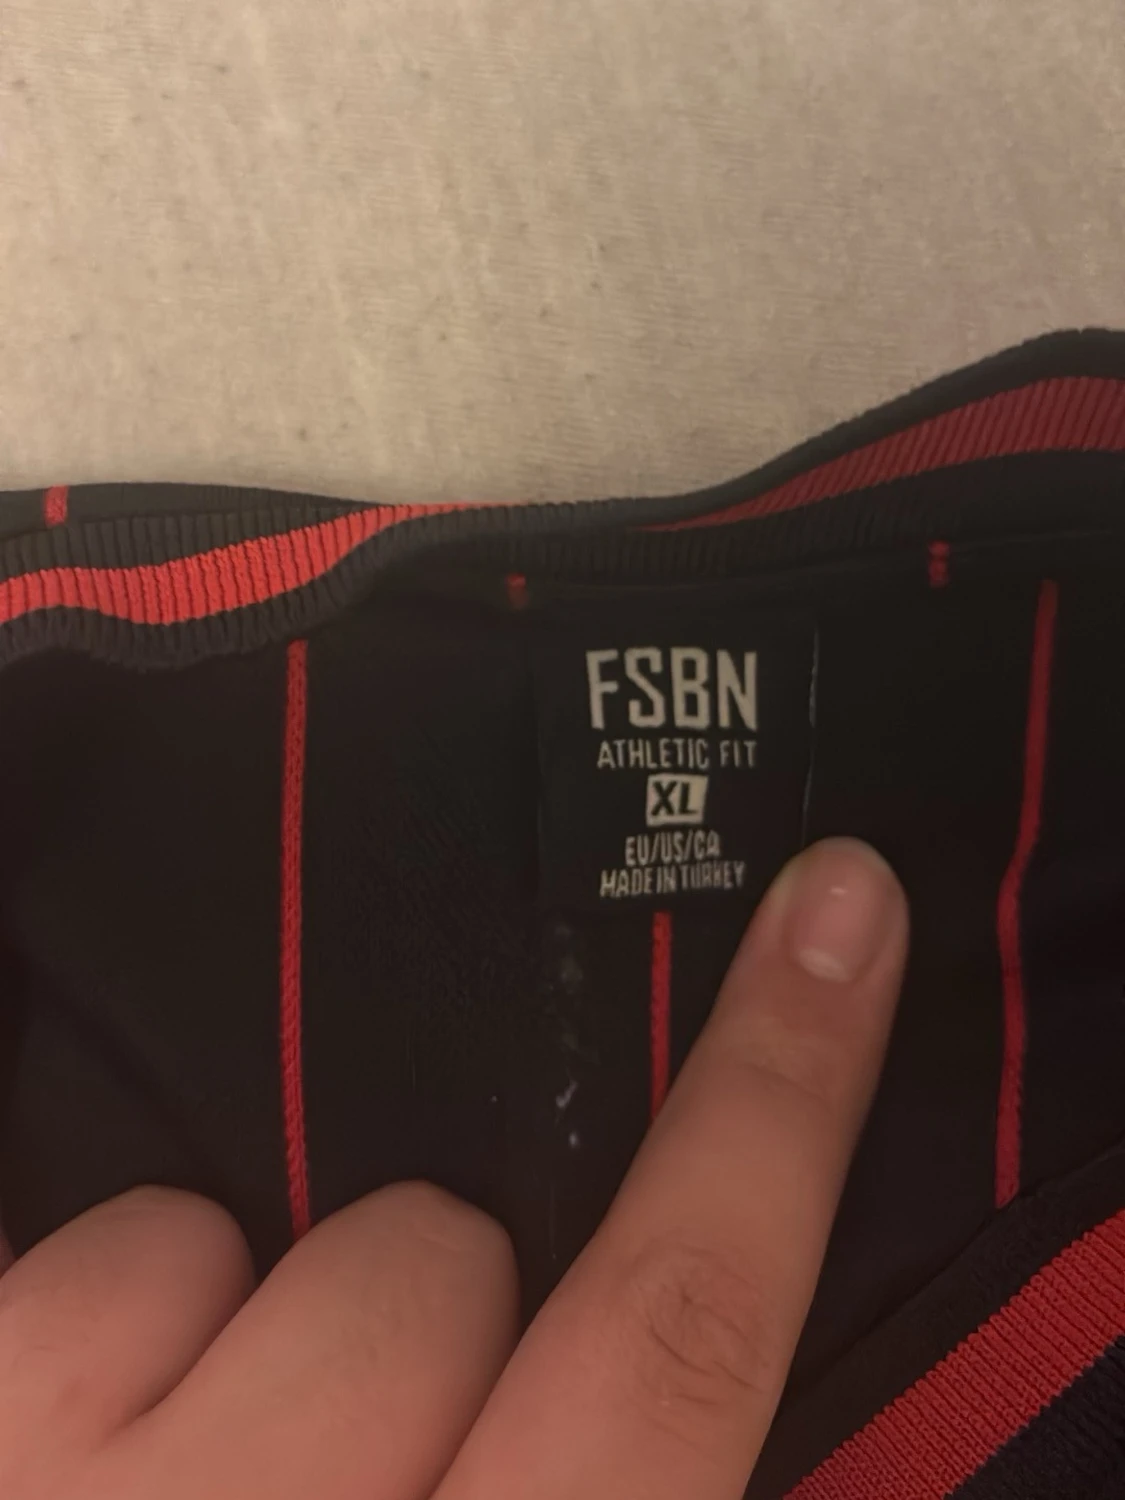 FSBN
ATHLETIC FIT
XL
EU/US/CA
MADE IN TURKEY